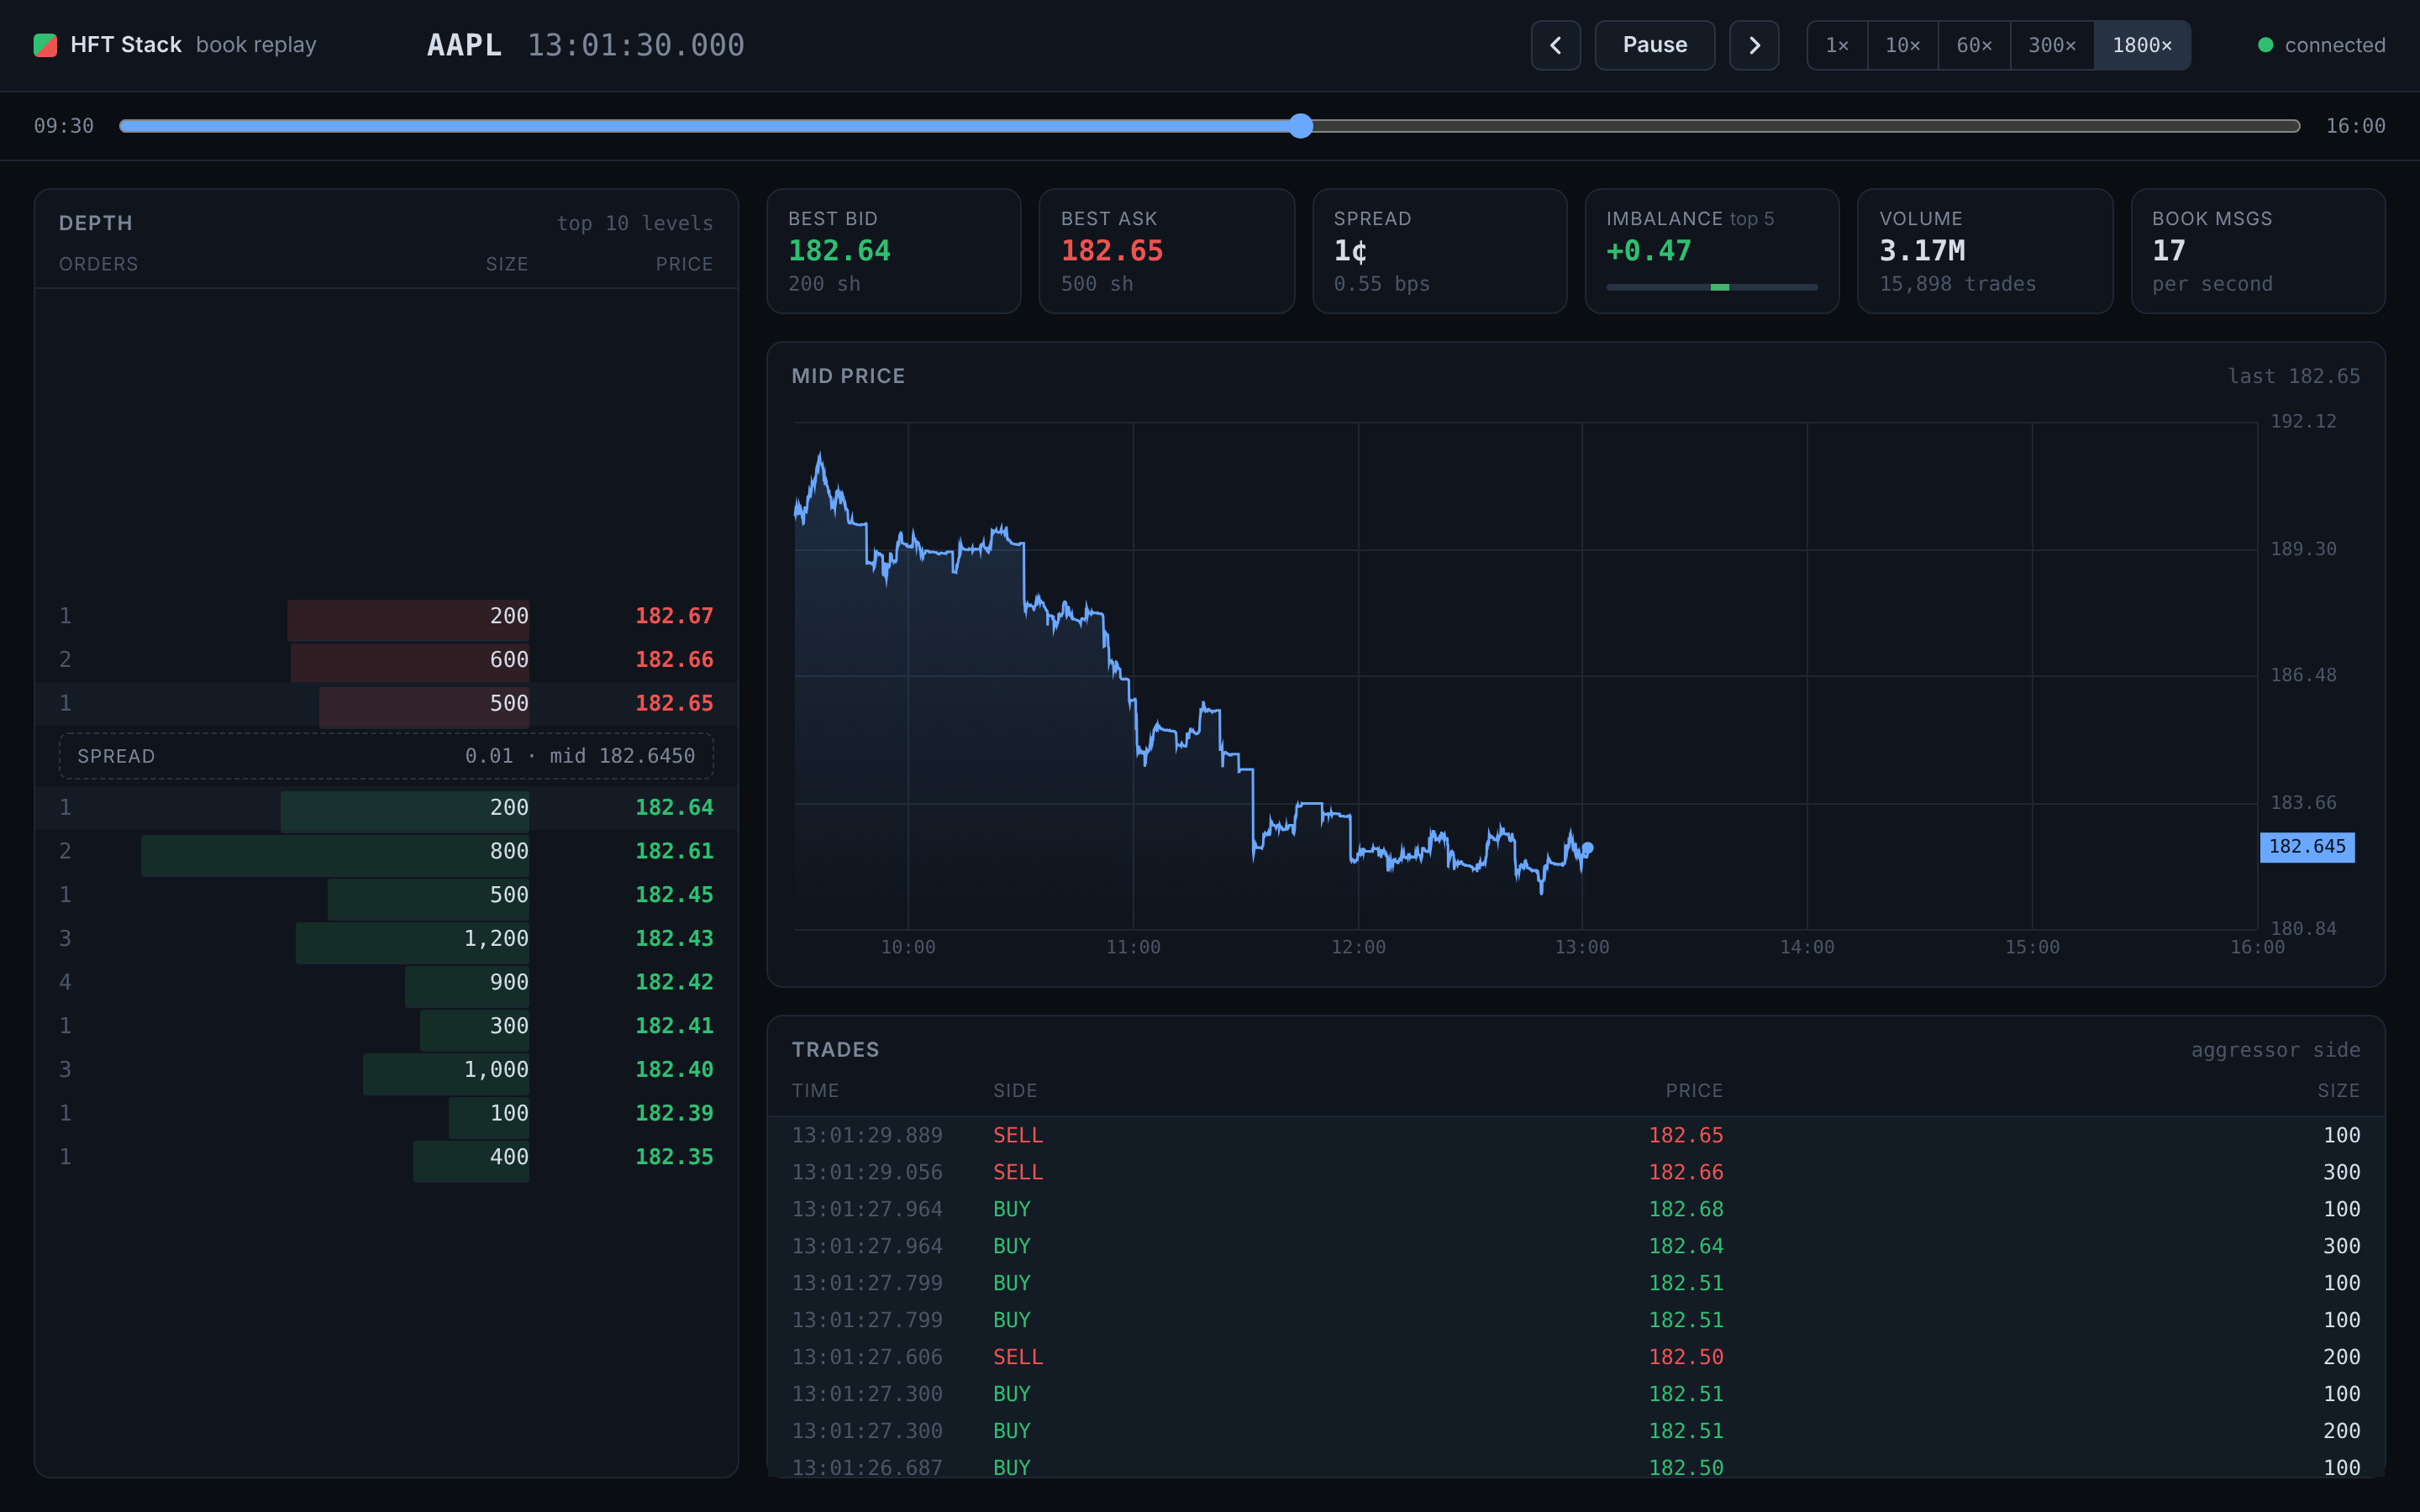 HFT Stack book replay
AAPL 13:01:30.000
Pause
1× 10× 60× 300× 1800×
connected
09:30 16:00
DEPTH top 10 levels
ORDERS SIZE PRICE
1 200 182.67
2 600 182.66
1 500 182.65
SPREAD 0.01 · mid 182.6450
1 200 182.64
2 800 182.61
1 500 182.45
3 1,200 182.43
4 900 182.42
1 300 182.41
3 1,000 182.40
1 100 182.39
1 400 182.35
BEST BID
182.64
200 sh
BEST ASK
182.65
500 sh
SPREAD
1¢
0.55 bps
IMBALANCE top 5
+0.47
VOLUME
3.17M
15,898 trades
BOOK MSGS
17
per second
MID PRICE last 182.65
192.12
189.30
186.48
183.66
182.645
180.84
10:00 11:00 12:00 13:00 14:00 15:00 16:00
TRADES aggressor side
TIME SIDE PRICE SIZE
13:01:29.889 SELL 182.65 100
13:01:29.056 SELL 182.66 300
13:01:27.964 BUY 182.68 100
13:01:27.964 BUY 182.64 300
13:01:27.799 BUY 182.51 100
13:01:27.799 BUY 182.51 100
13:01:27.606 SELL 182.50 200
13:01:27.300 BUY 182.51 100
13:01:27.300 BUY 182.51 200
13:01:26.687 BUY 182.50 100